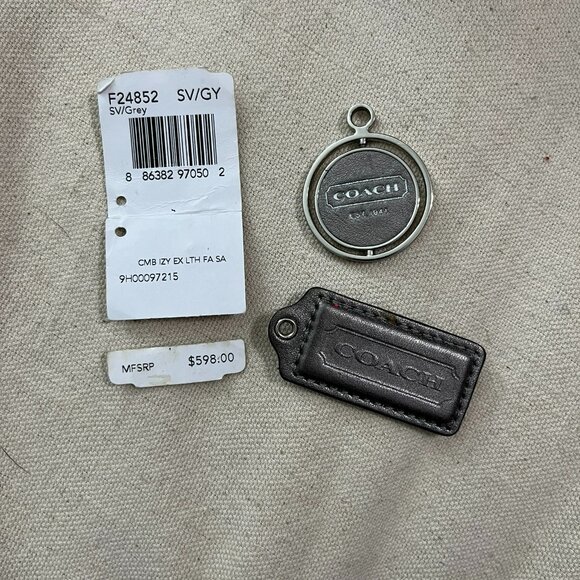 F24852 SV/GY
SV/Grey
8 86382 97050 2
CMB IZY EX LTH FA SA
9H00097215
MFSRP $598.00
COACH
EST. 1941
COACH